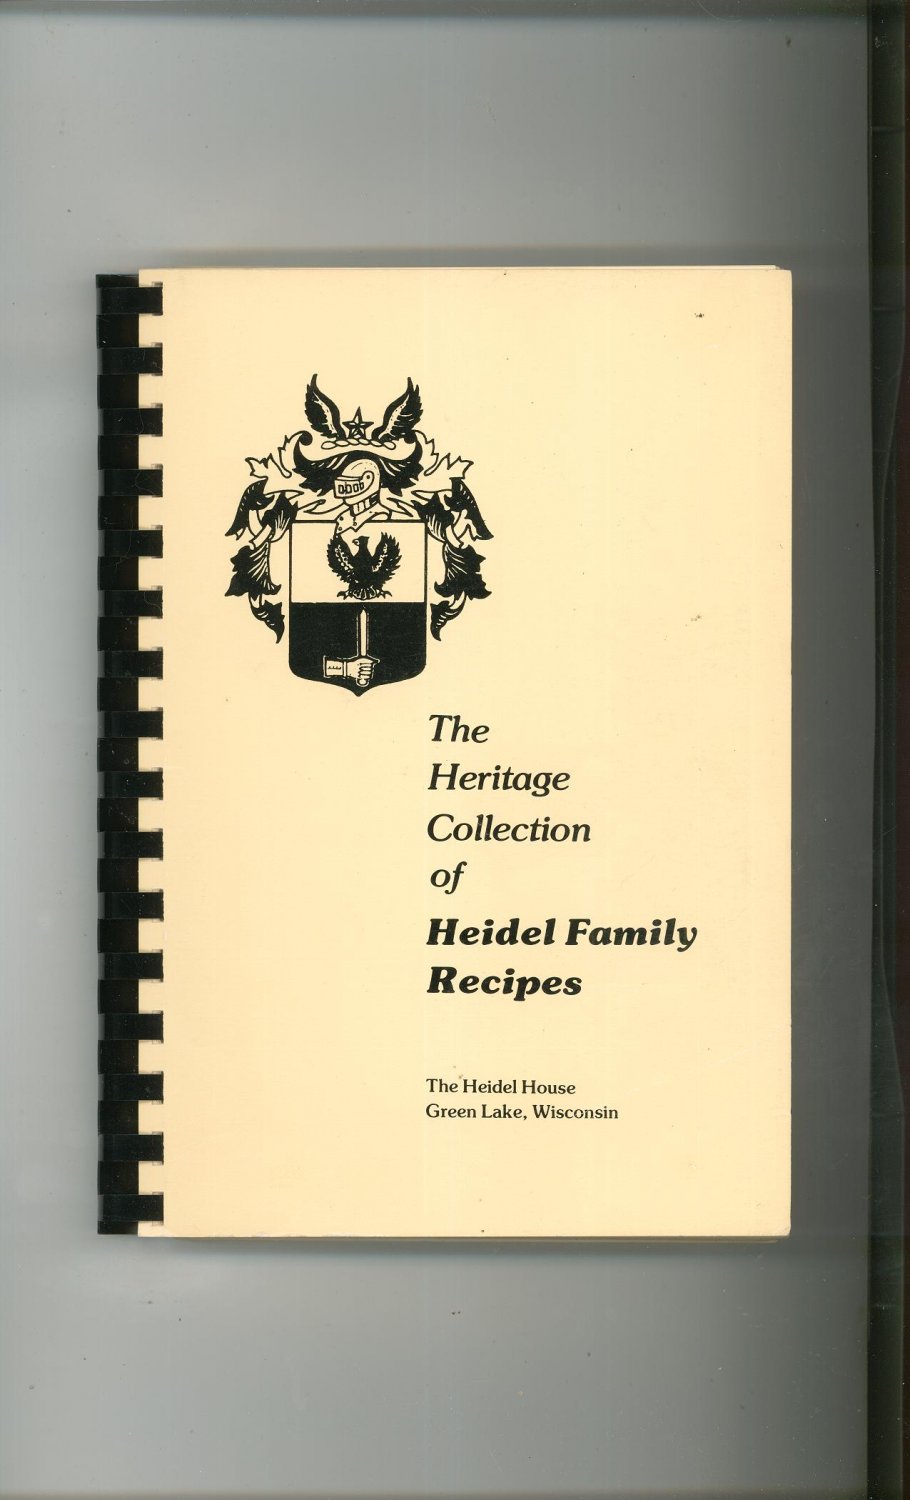 The
Heritage
Collection
of
Heidel Family
Recipes
The Heidel House
Green Lake, Wisconsin